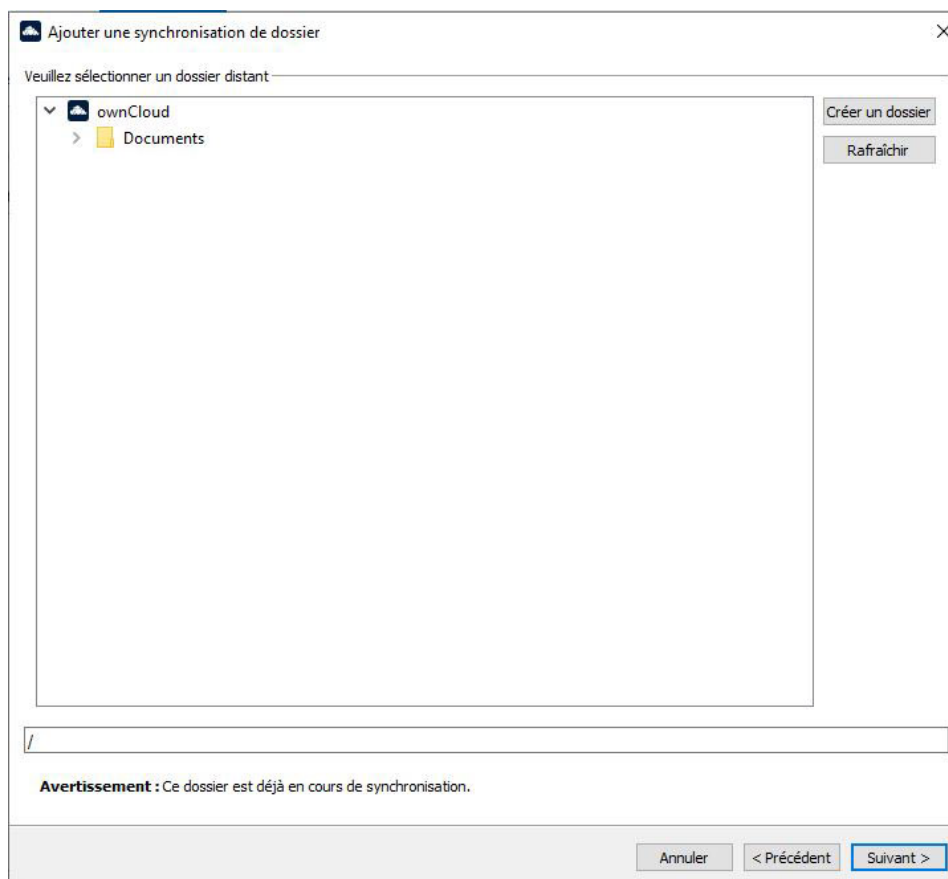 Ajouter une synchronisation de dossier
Veuillez sélectionner un dossier distant
ownCloud
Créer un dossier
Documents
Rafraîchir
/
Avertissement : Ce dossier est déjà en cours de synchronisation.
Annuler
< Précédent
Suivant >